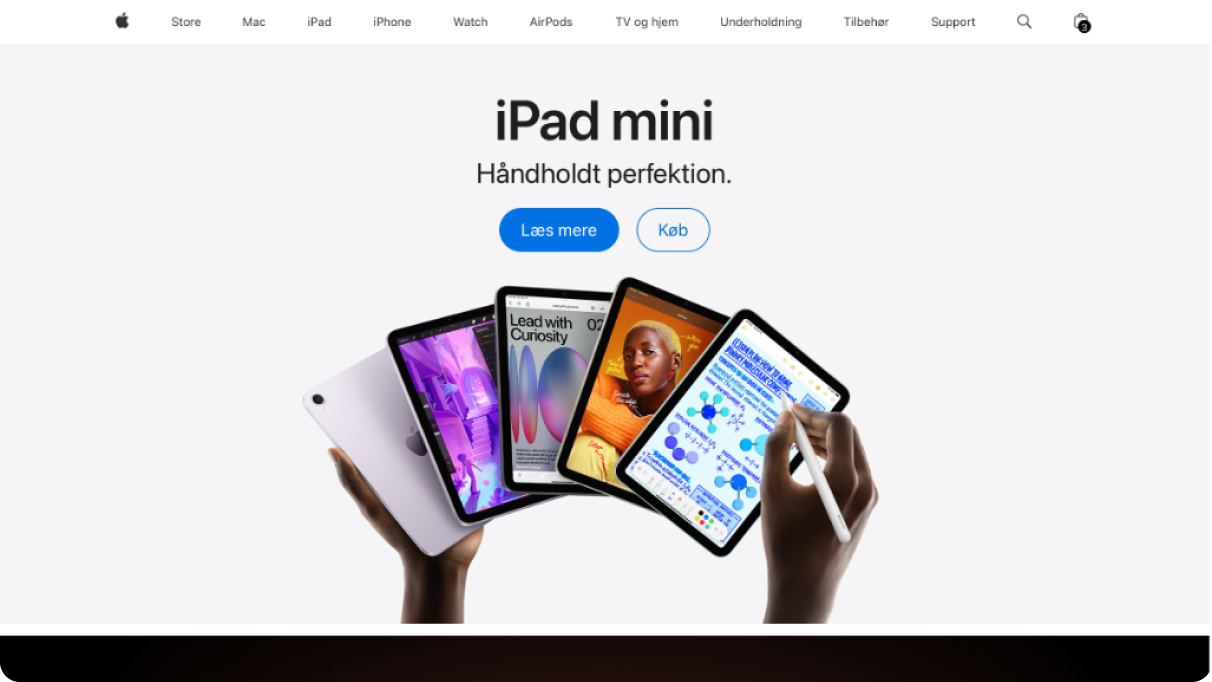 Store Mac iPad iPhone Watch AirPods TV og hjem Underholdning Tilbehør Support 3
iPad mini
Håndholdt perfektion.
Læs mere Køb
Lead with 02
Curiosity